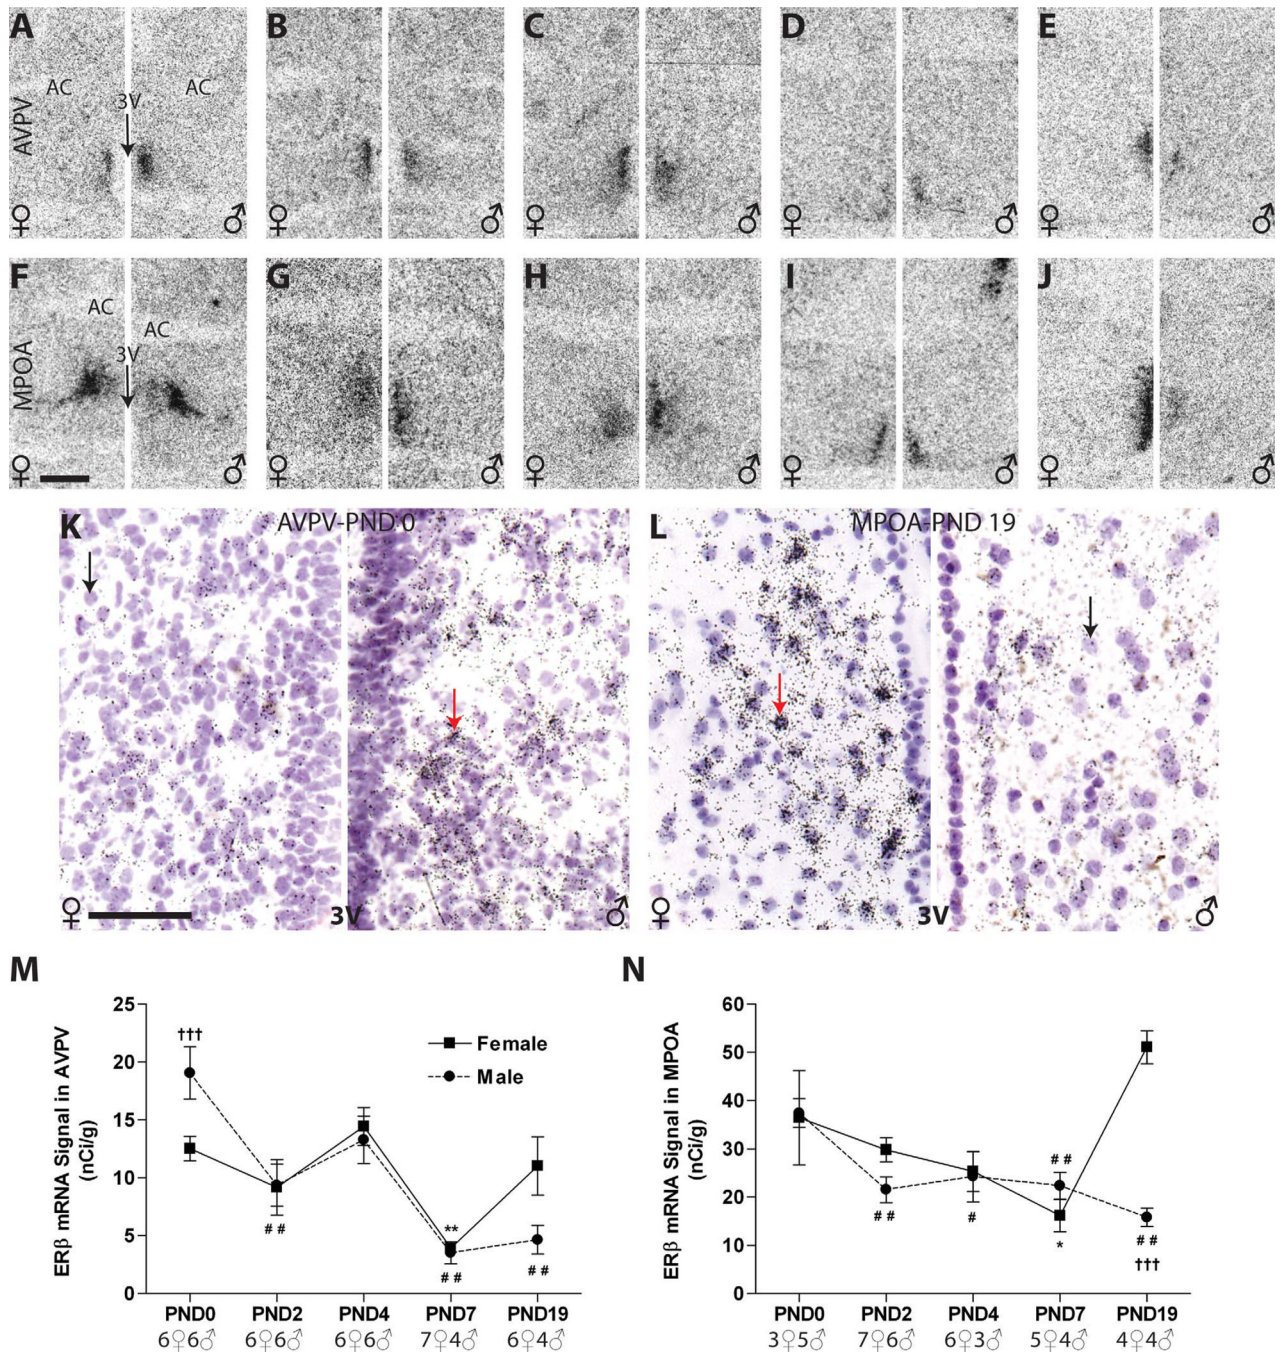 A B C D E
AC AC
3V
AVPV
♀ ♂ ♀ ♂ ♀ ♂ ♀ ♂ ♀ ♂
F G H I J
AC AC
3V
MPOA
♀ ♂ ♀ ♂ ♀ ♂ ♀ ♂ ♀ ♂
K AVPV-PND 0
♀ 3V ♂
L MPOA-PND 19
♀ 3V ♂
M
ERβ mRNA Signal in AVPV
(nCi/g)
25
20
15
10
5
0
†††
Female
Male
# #
**
# #
# #
PND0 PND2 PND4 PND7 PND19
6♀6♂ 6♀6♂ 6♀6♂ 7♀4♂ 6♀4♂
N
ERβ mRNA Signal in MPOA
(nCi/g)
60
50
40
30
20
10
0
# #
# #
#
*
# #
†††
PND0 PND2 PND4 PND7 PND19
3♀5♂ 7♀6♂ 6♀3♂ 5♀4♂ 4♀4♂